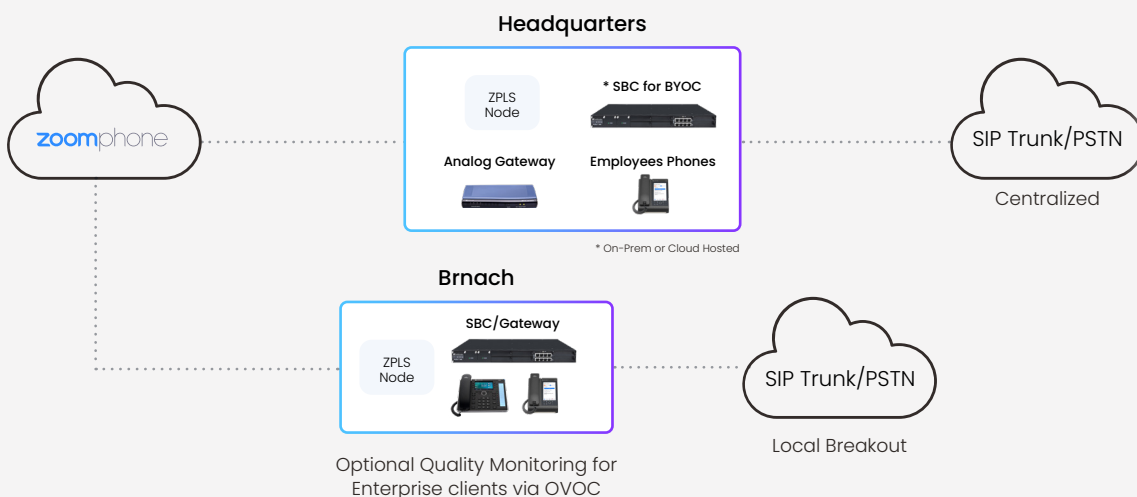 Headquarters
zoomphone
ZPLS
Node
* SBC for BYOC
Analog Gateway
Employees Phones
SIP Trunk/PSTN
Centralized
* On-Prem or Cloud Hosted
Brnach
SBC/Gateway
ZPLS
Node
SIP Trunk/PSTN
Local Breakout
Optional Quality Monitoring for
Enterprise clients via OVOC